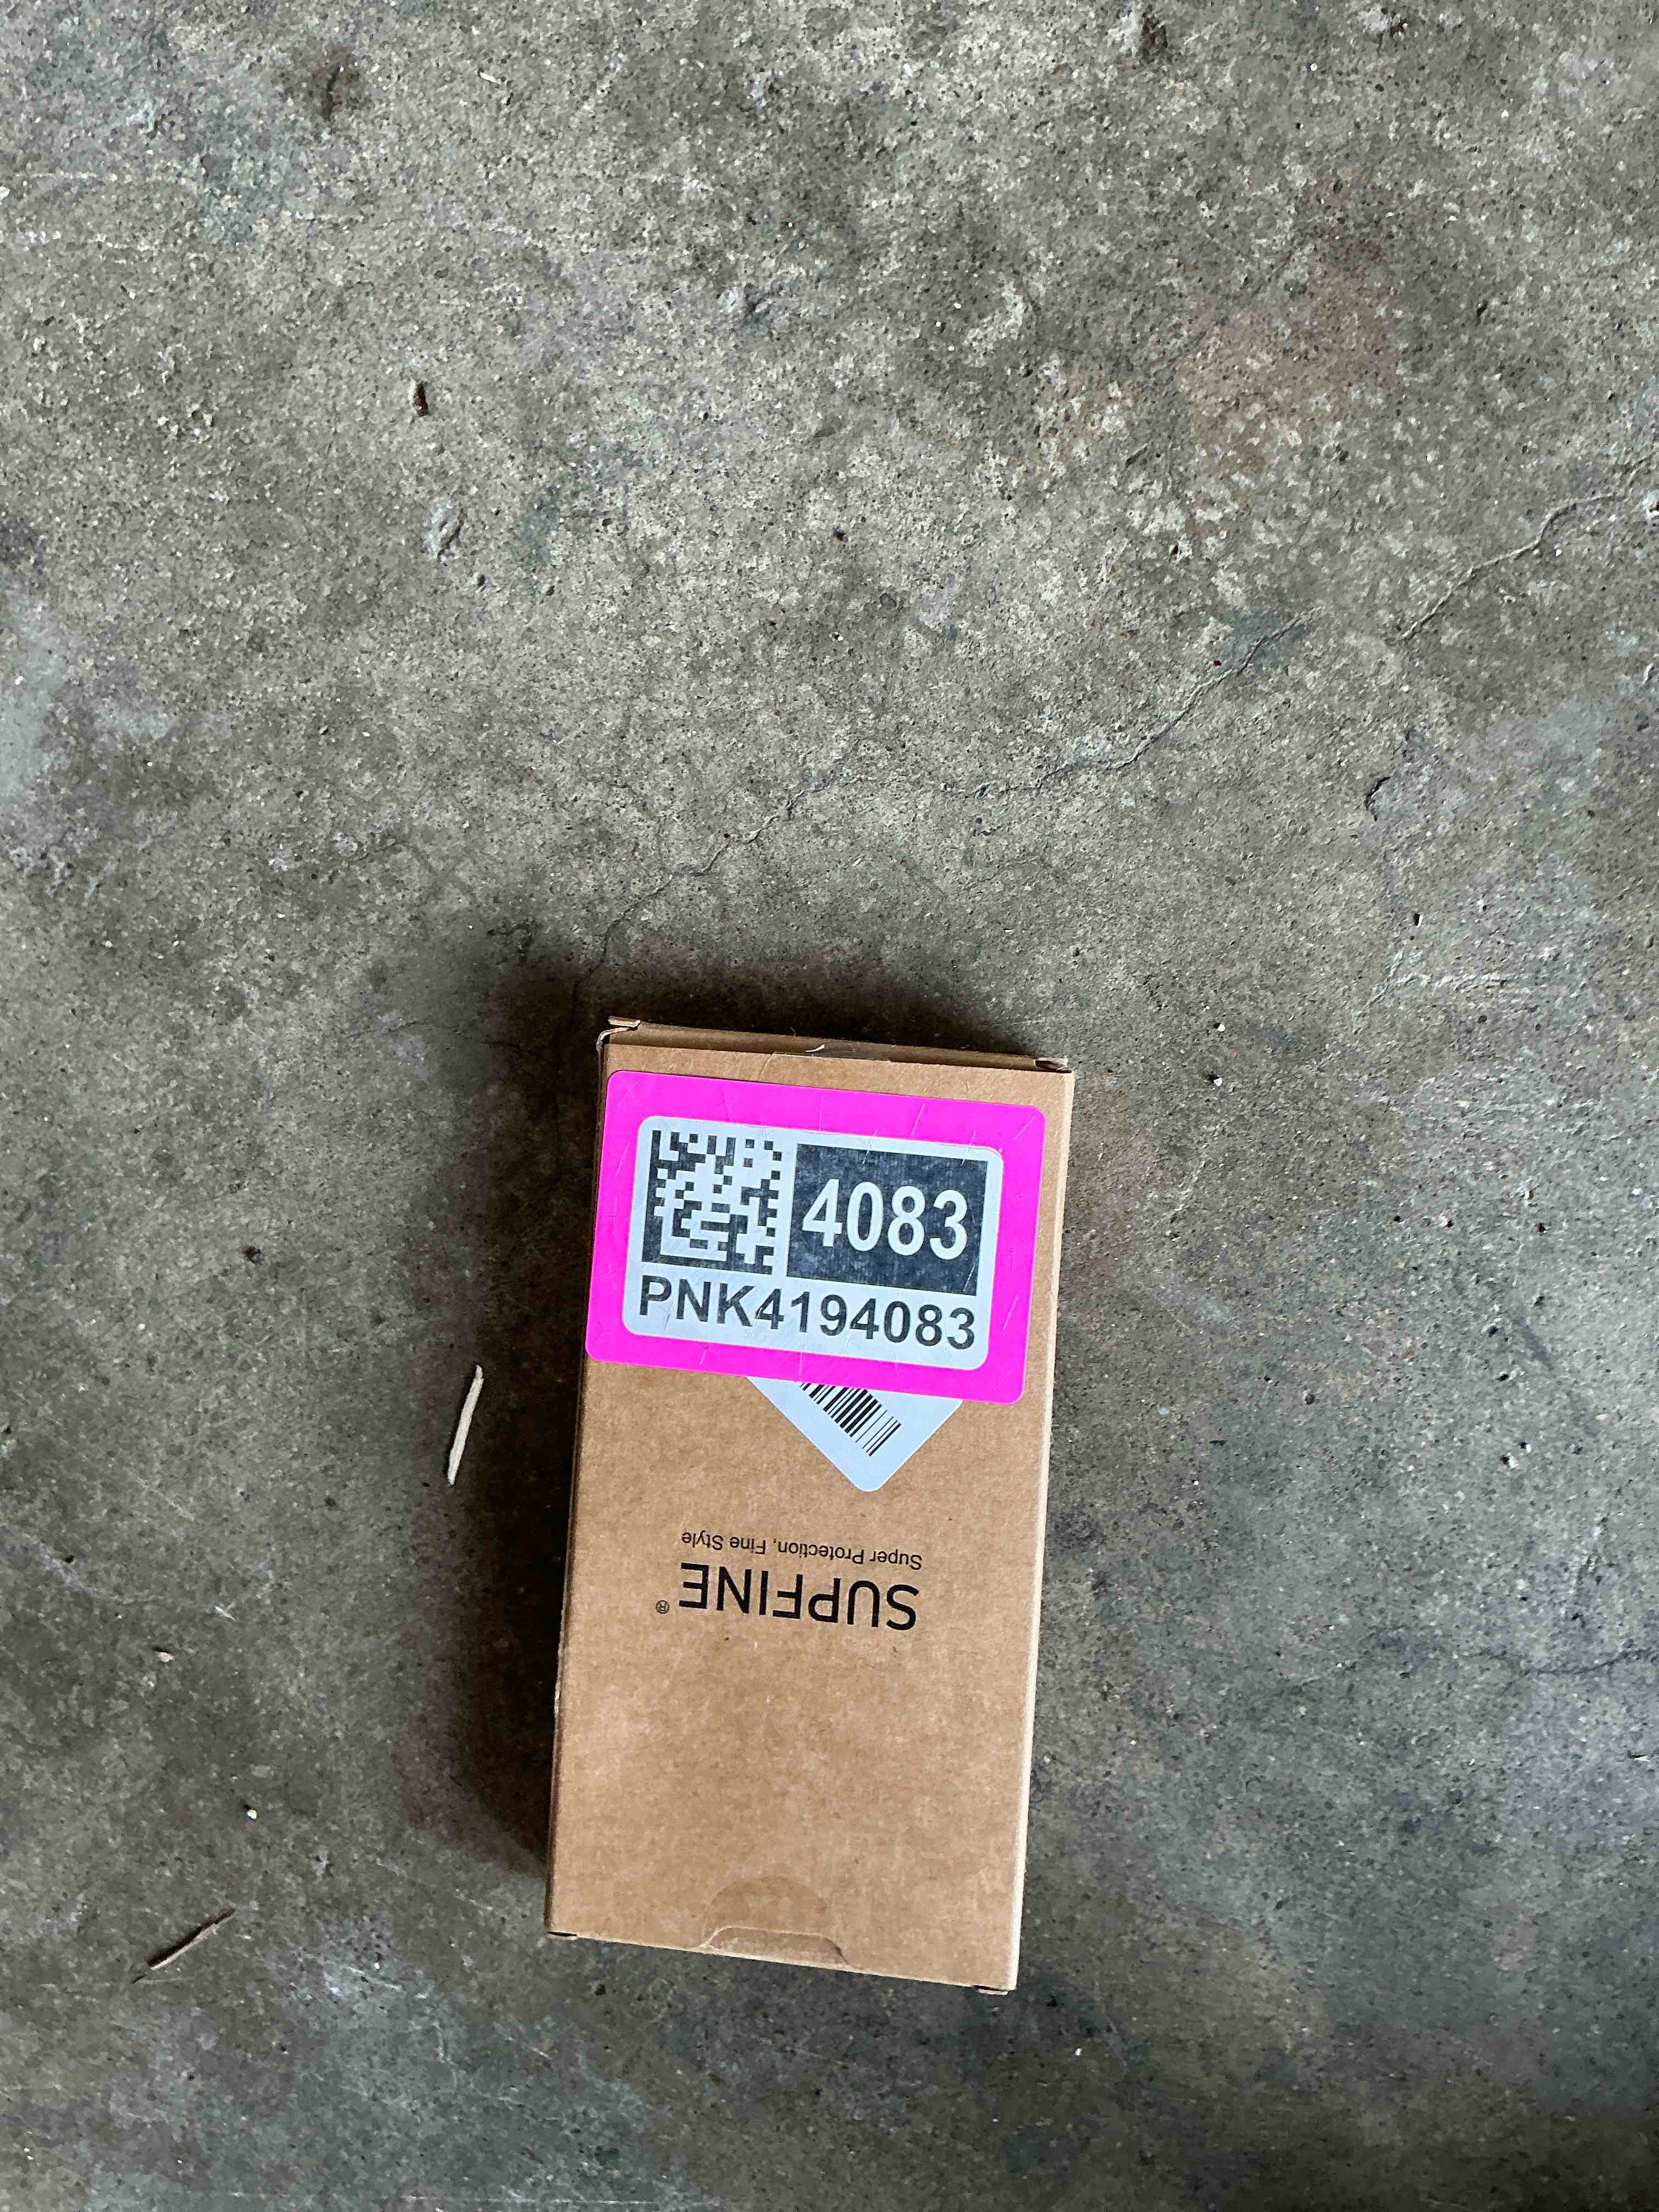 4083
PNK4194083
SUPFINE®
Super Protection, Fine Style